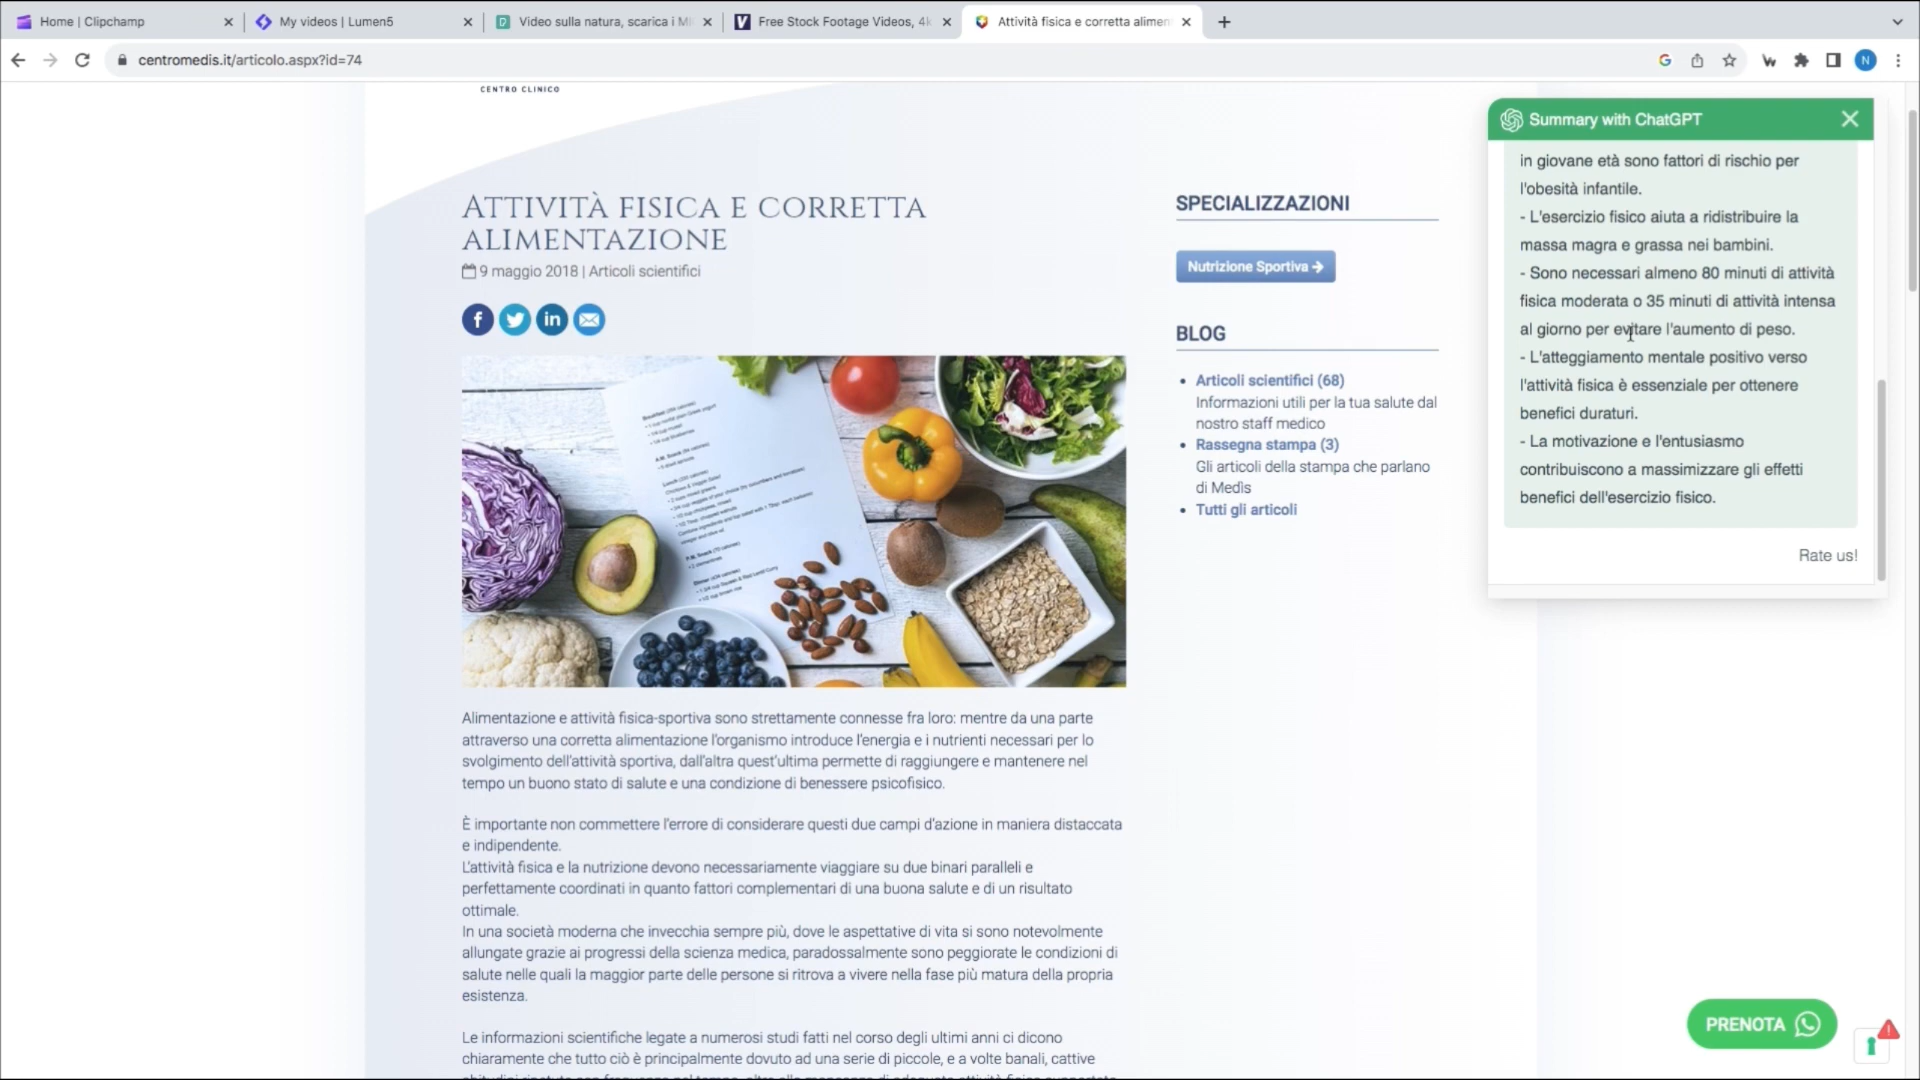 Home | Clipchamp
My videos | Lumen5
Video sulla natura, scarica i
Free Stock Footage Videos, 4k
Attività fisica e corretta alimen
centromedis.it/articolo.aspx?id=74
N
CENTRO CLINICO
ATTIVITÀ FISICA E CORRETTA
ALIMENTAZIONE
9 maggio 2018 | Articoli scientifici
Alimentazione e attività fisica-sportiva sono strettamente connesse fra loro: mentre da una parte
attraverso una corretta alimentazione l'organismo introduce l'energia e i nutrienti necessari per lo
svolgimento dell'attività sportiva, dall'altra quest'ultima permette di raggiungere e mantenere nel
tempo un buono stato di salute e una condizione di benessere psicofisico.
È importante non commettere l'errore di considerare questi due campi d'azione in maniera distaccata
e indipendente.
L'attività fisica e la nutrizione devono necessariamente viaggiare su due binari paralleli e
perfettamente coordinati in quanto fattori complementari di una buona salute e di un risultato
ottimale.
In una società moderna che invecchia sempre più, dove le aspettative di vita si sono notevolmente
allungate grazie ai progressi della scienza medica, paradossalmente sono peggiorate le condizioni di
salute nelle quali la maggior parte delle persone si ritrova a vivere nella fase più matura della propria
esistenza.
Le informazioni scientifiche legate a numerosi studi fatti nel corso degli ultimi anni ci dicono
chiaramente che tutto ciò è principalmente dovuto ad una serie di piccole, e a volte banali, cattive
SPECIALIZZAZIONI
Nutrizione Sportiva
BLOG
Articoli scientifici (68)
Informazioni utili per la tua salute dal
nostro staff medico
Rassegna stampa (3)
Gli articoli della stampa che parlano
di Medìs
Tutti gli articoli
Summary with ChatGPT
in giovane età sono fattori di rischio per
l'obesità infantile.
- L'esercizio fisico aiuta a ridistribuire la
massa magra e grassa nei bambini.
- Sono necessari almeno 80 minuti di attività
fisica moderata o 35 minuti di attività intensa
al giorno per evitare l'aumento di peso.
- L'atteggiamento mentale positivo verso
l'attività fisica è essenziale per ottenere
benefici duraturi.
- La motivazione e l'entusiasmo
contribuiscono a massimizzare gli effetti
benefici dell'esercizio fisico.
Rate us!
PRENOTA